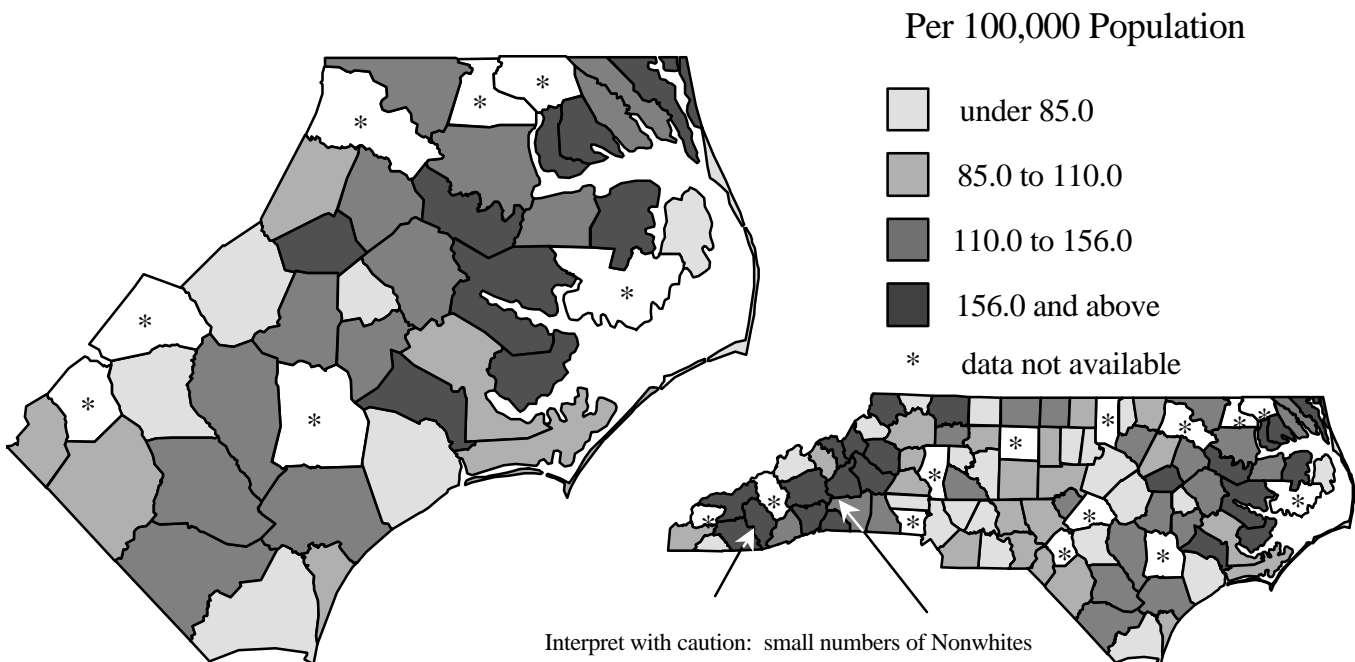 Per 100,000 Population
under 85.0
85.0 to 110.0
110.0 to 156.0
156.0 and above
* data not available
Interpret with caution: small numbers of Nonwhites